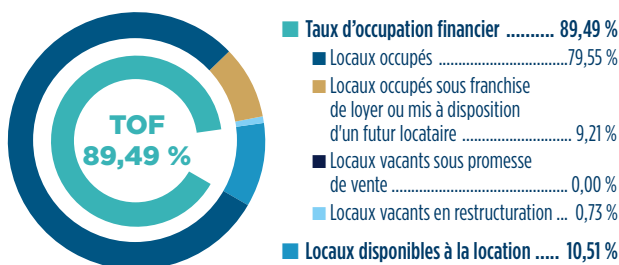 TOF
89,49 %
Taux d'occupation financier .......... 89,49 %
Locaux occupés ............................................79,55 %
Locaux occupés sous franchise
de loyer ou mis à disposition
d'un futur locataire .................................... 9,21 %
Locaux vacants sous promesse
de vente ........................................................... 0,00 %
Locaux vacants en restructuration ... 0,73 %
Locaux disponibles à la location ..... 10,51 %